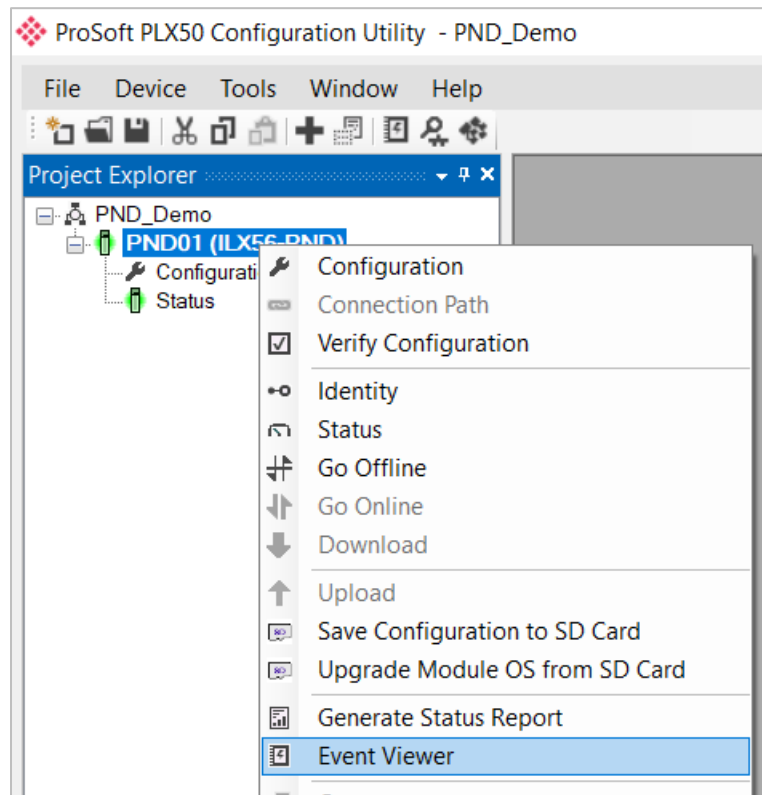 ProSoft PLX50 Configuration Utility - PND_Demo
File Device Tools Window Help
Project Explorer
PND_Demo
PND01 (ILX56-PND)
Configurati
Status
Configuration
Connection Path
Verify Configuration
Identity
Status
Go Offline
Go Online
Download
Upload
Save Configuration to SD Card
Upgrade Module OS from SD Card
Generate Status Report
Event Viewer